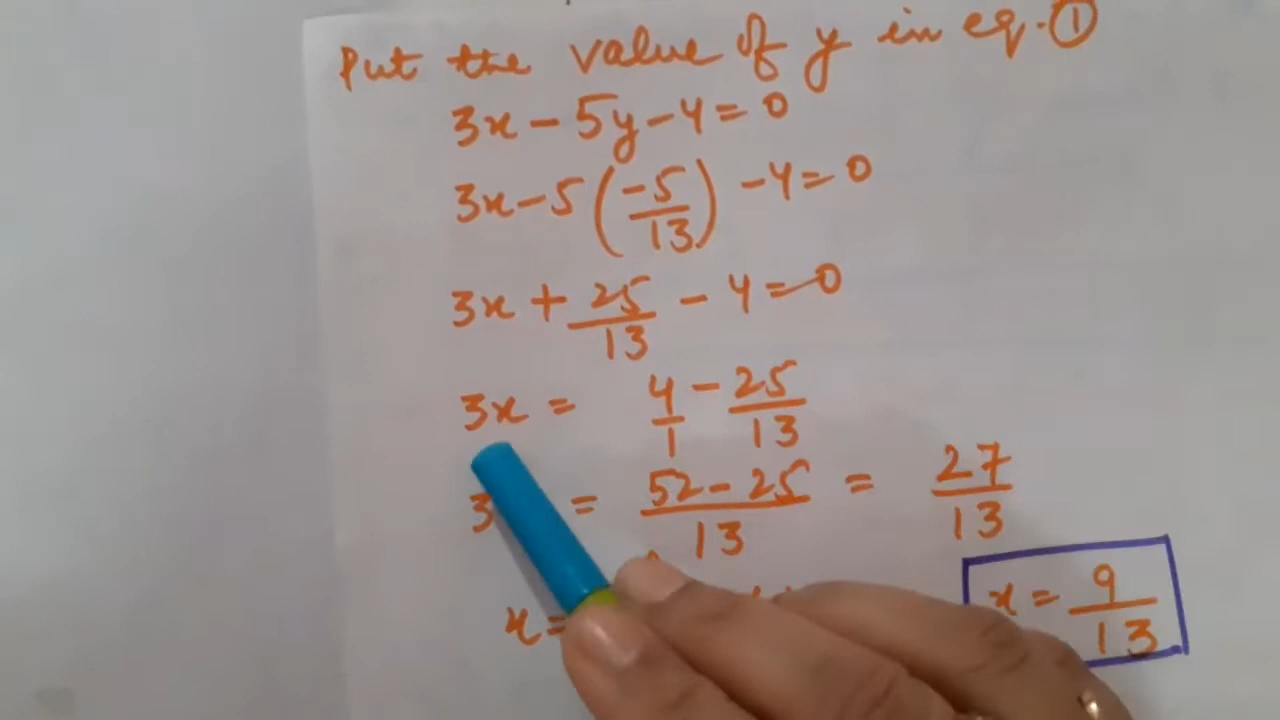 Put the value of y in eq. ①
3x - 5y - 4 = 0
3x - 5 (-5/13) - 4 = 0
3x + 25/13 - 4 = 0
3x = 4/1 - 25/13
3 = 52 - 25/13 = 27/13
x =
x = 9/13